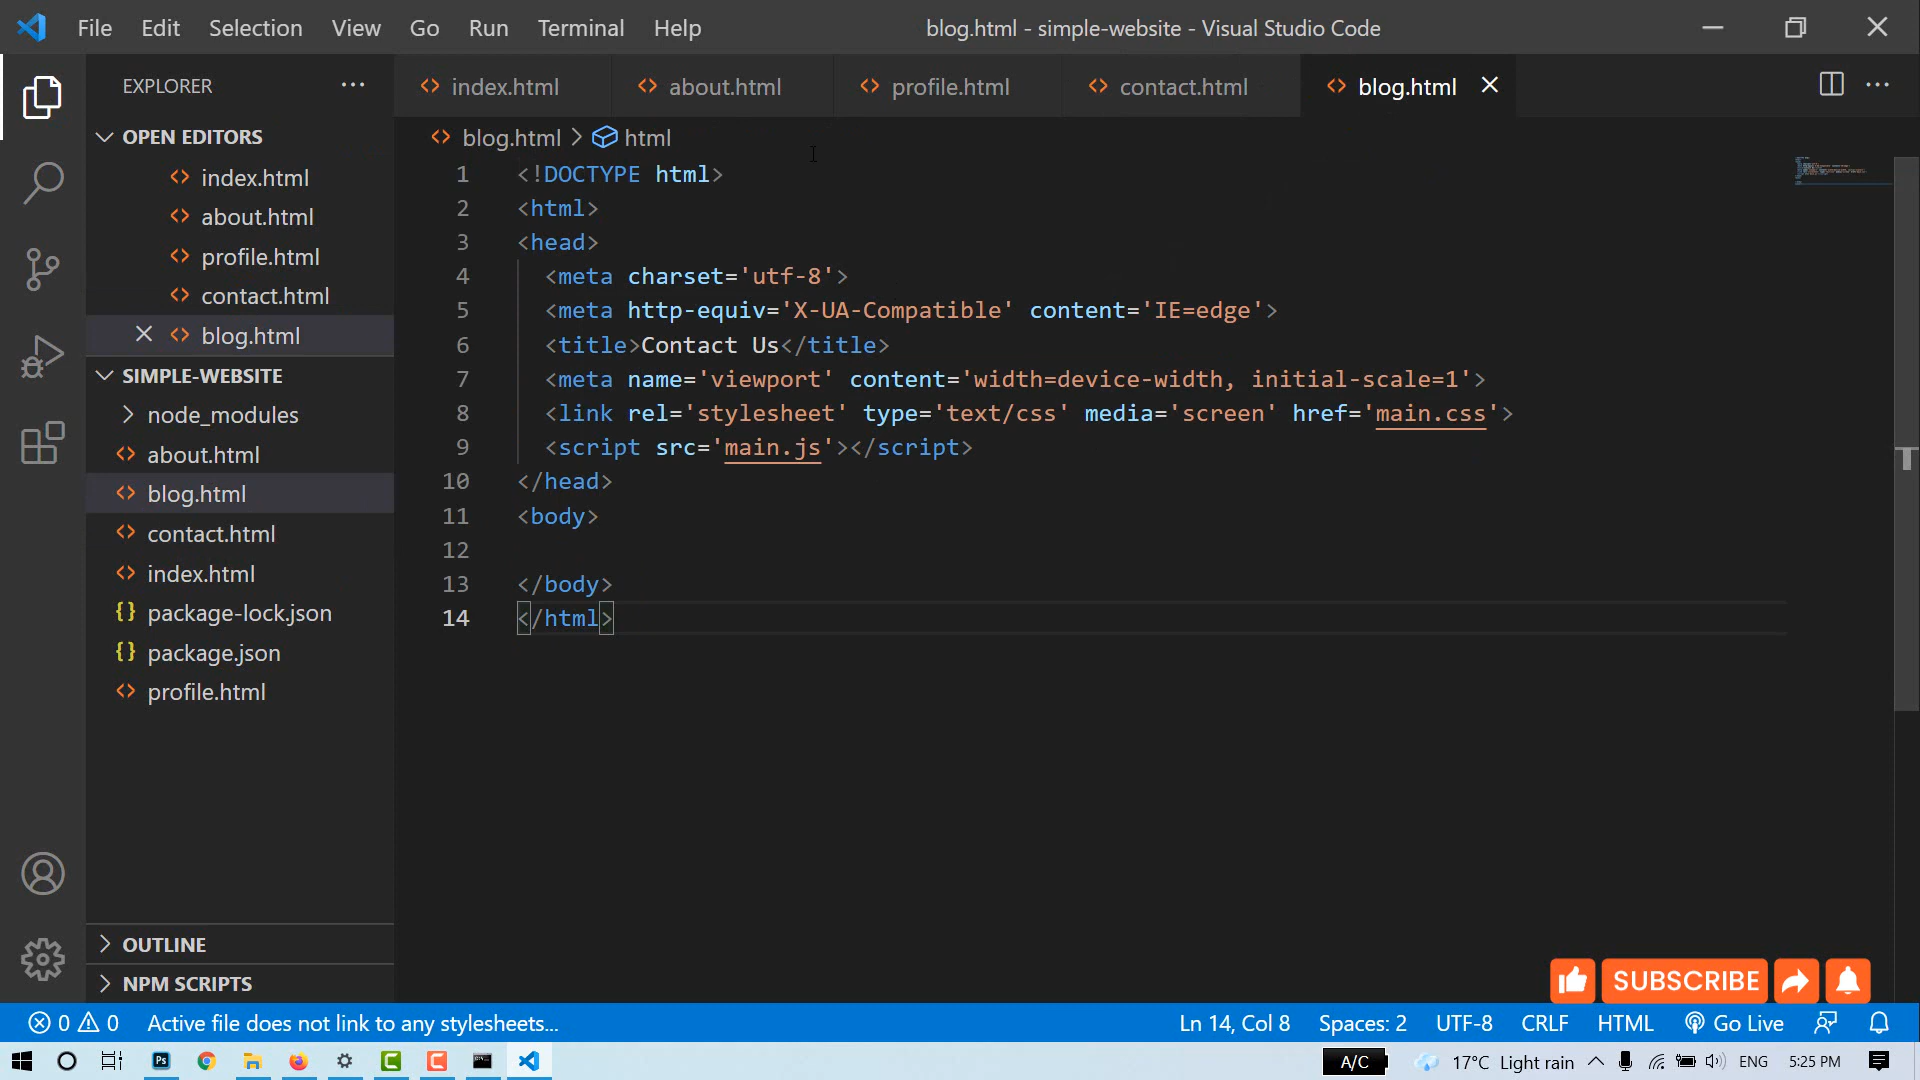 File Edit Selection View Go Run Terminal Help
blog.html - simple-website - Visual Studio Code
EXPLORER
index.html
about.html
profile.html
contact.html
blog.html
OPEN EDITORS
index.html
about.html
profile.html
contact.html
blog.html
SIMPLE-WEBSITE
node_modules
about.html
blog.html
contact.html
index.html
package-lock.json
package.json
profile.html
OUTLINE
NPM SCRIPTS
blog.html > html
1 <!DOCTYPE html>
2 <html>
3 <head>
4 <meta charset='utf-8'>
5 <meta http-equiv='X-UA-Compatible' content='IE=edge'>
6 <title>Contact Us</title>
7 <meta name='viewport' content='width=device-width, initial-scale=1'>
8 <link rel='stylesheet' type='text/css' media='screen' href='main.css'>
9 <script src='main.js'></script>
10 </head>
11 <body>
12
13 </body>
14 </html>
SUBSCRIBE
0 0 Active file does not link to any stylesheets...
Ln 14, Col 8 Spaces: 2 UTF-8 CRLF HTML Go Live
Ps
A/C 17°C Light rain ENG 5:25 PM